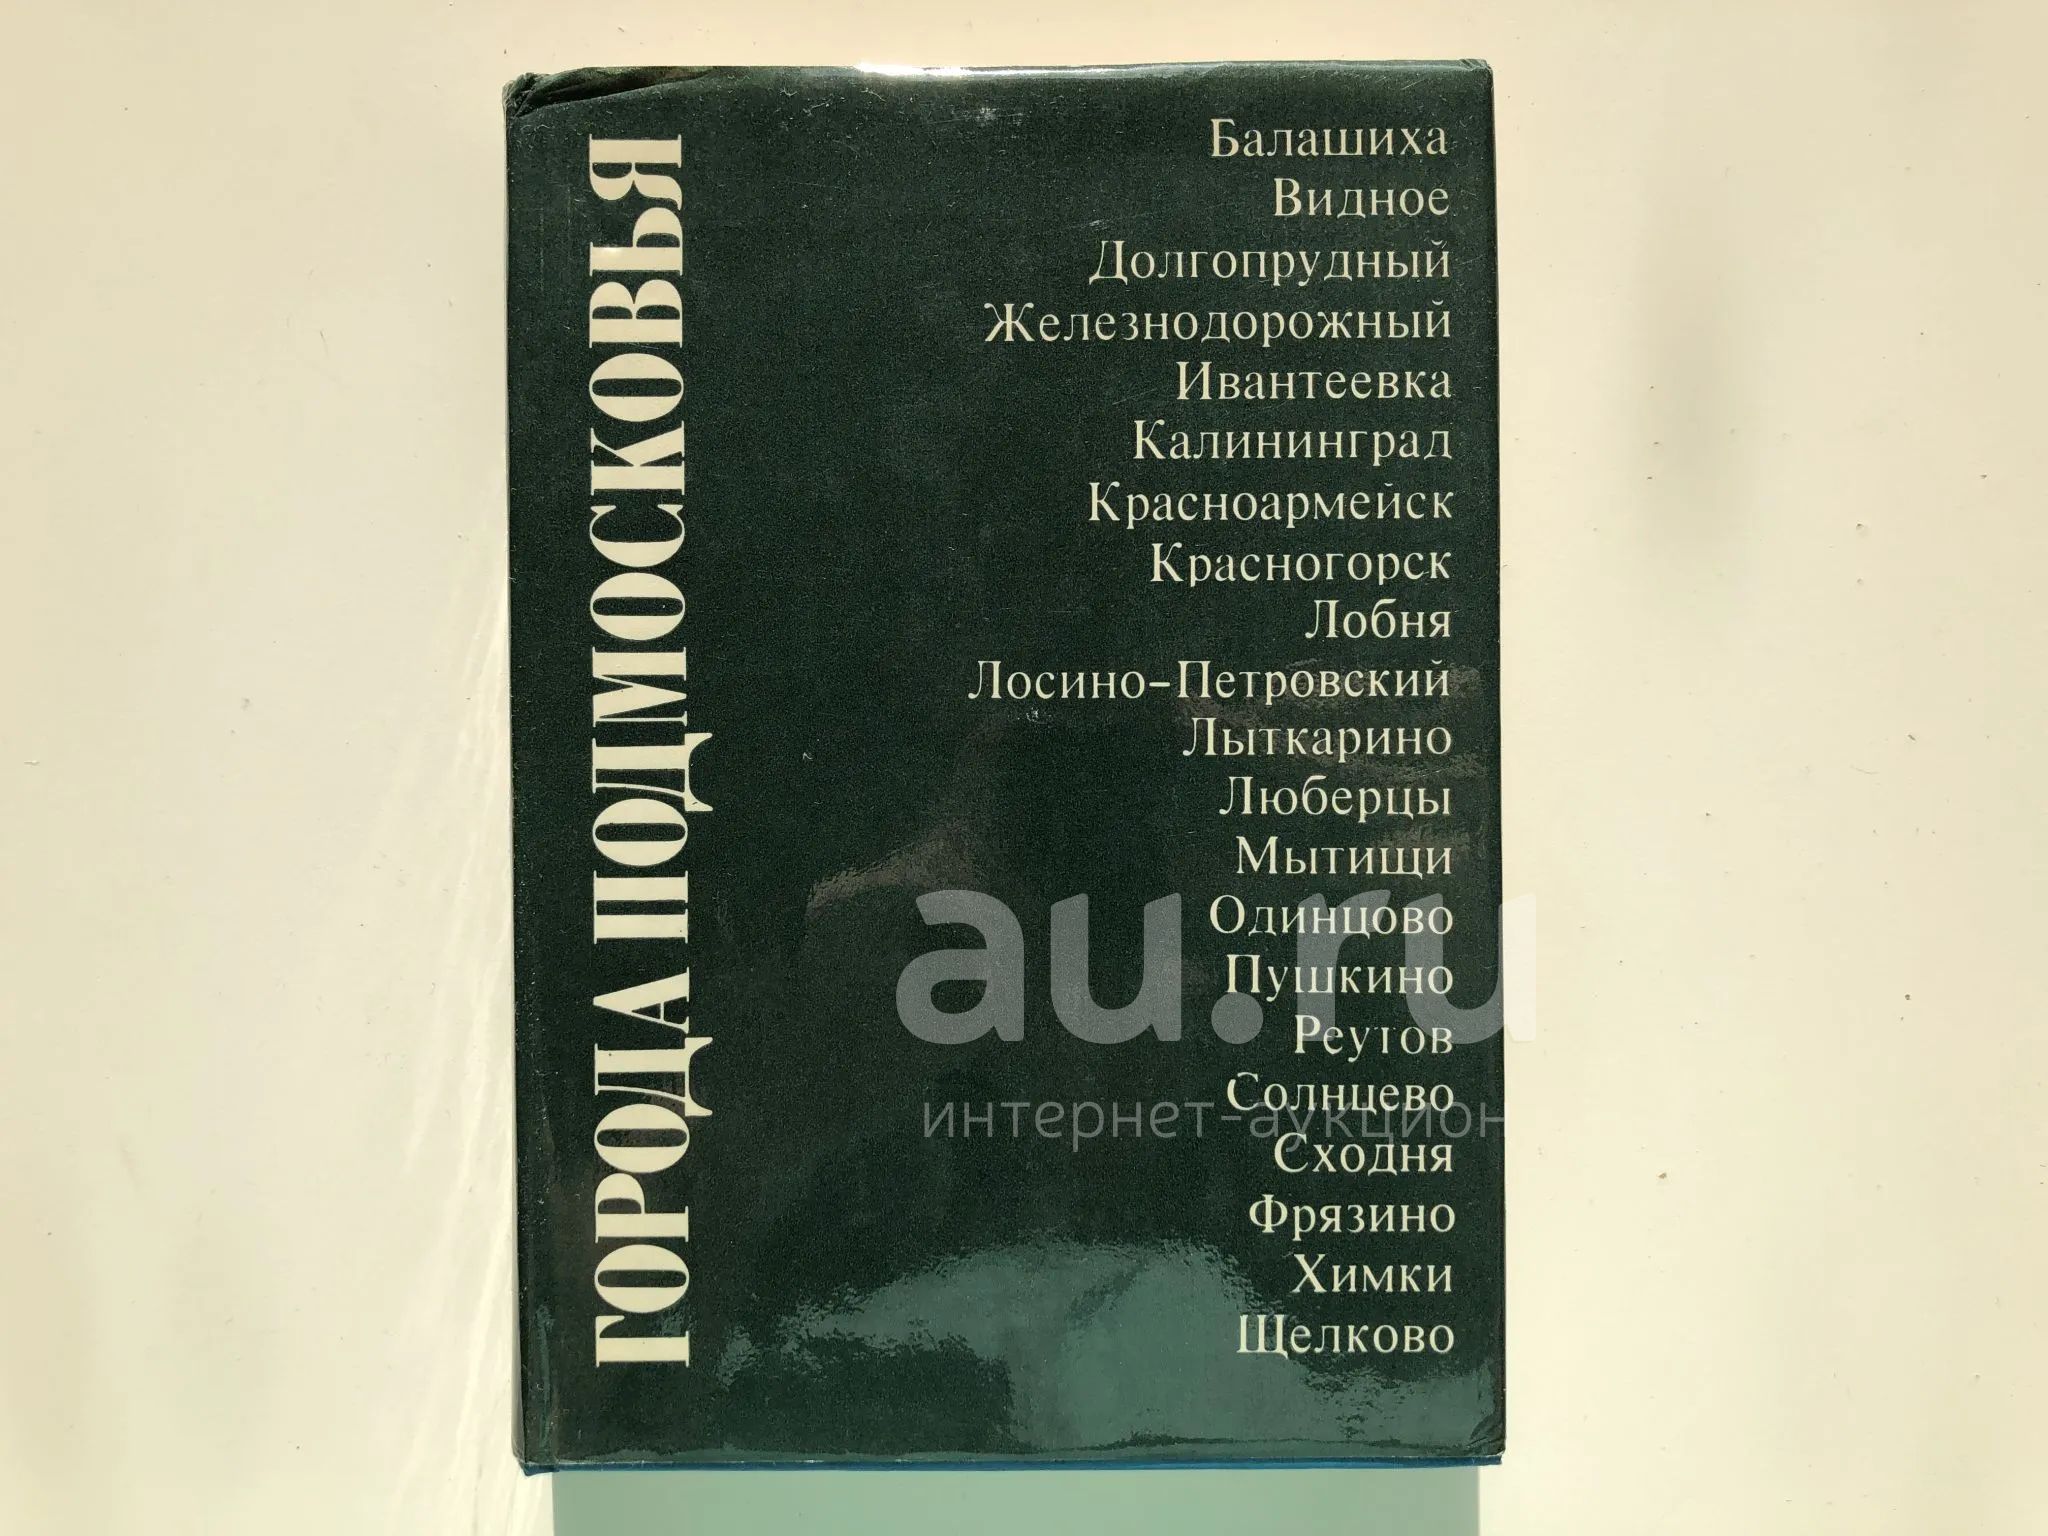 ГОРОДА ПОДМОСКОВЬЯ
Балашиха
Видное
Долгопрудный
Железнодорожный
Ивантеевка
Калининград
Красноармейск
Красногорск
Лобня
Лосино-Петровский
Лыткарино
Люберцы
Мытищи
Одинцово
Пушкино
Реутов
Солнцево
Сходня
Фрязино
Химки
Щелково
au.ru
интернет-аукцион